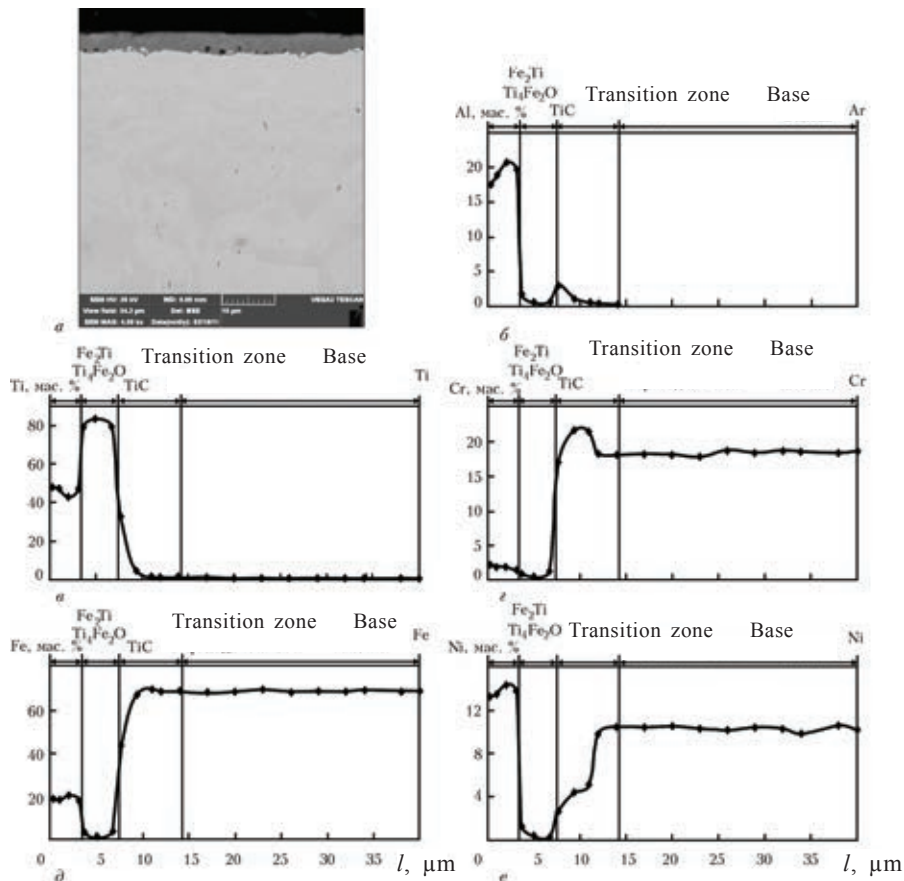 Fe2Ti
Ti4Fe2O
Transition zone Base
Al, мас. % TiC Ar
20
15
10
5
0
а
б
Fe2Ti
Ti4Fe2O
Transition zone Base
Ti, мас. % TiC Ti
80
60
40
20
0
в
Fe2Ti
Ti4Fe2O
Transition zone Base
Cr, мас. % TiC Cr
20
15
10
5
0
г
Fe2Ti
Ti4Fe2O
Transition zone Base
Fe, мас. % TiC Fe
60
40
20
0 5 10 15 20 25 30 35 l, μm
д
Fe2Ti
Ti4Fe2O
Transition zone Base
Ni, мас. % TiC Ni
12
8
4
0 5 10 15 20 25 30 35 l, μm
е